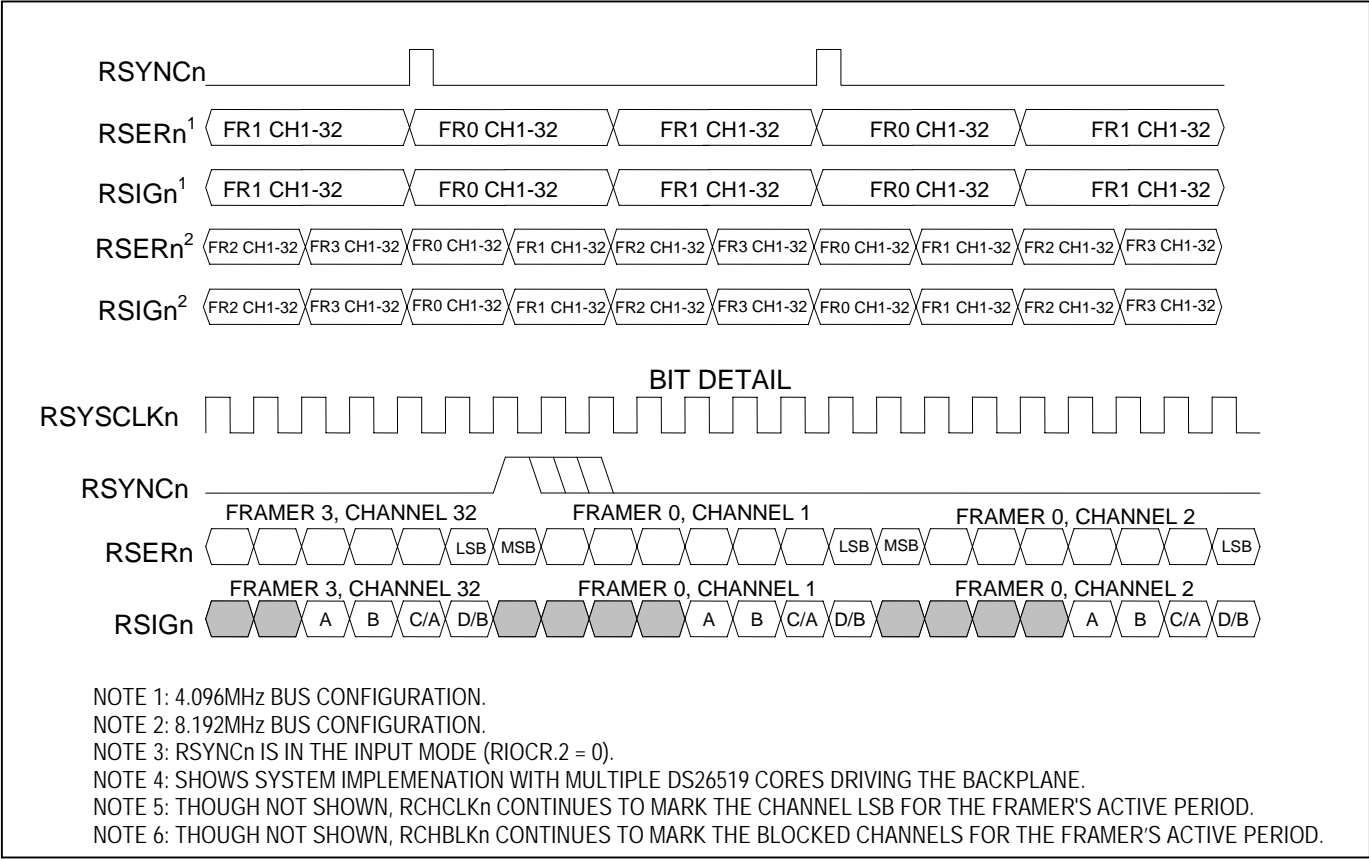 RSYNCn
RSERn1 FR1 CH1-32 FR0 CH1-32 FR1 CH1-32 FR0 CH1-32 FR1 CH1-32
RSIGn1 FR1 CH1-32 FR0 CH1-32 FR1 CH1-32 FR0 CH1-32 FR1 CH1-32
RSERn2 FR2 CH1-32 FR3 CH1-32 FR0 CH1-32 FR1 CH1-32 FR2 CH1-32 FR3 CH1-32 FR0 CH1-32 FR1 CH1-32 FR2 CH1-32 FR3 CH1-32
RSIGn2 FR2 CH1-32 FR3 CH1-32 FR0 CH1-32 FR1 CH1-32 FR2 CH1-32 FR3 CH1-32 FR0 CH1-32 FR1 CH1-32 FR2 CH1-32 FR3 CH1-32
BIT DETAIL
RSYSCLKn
RSYNCn
FRAMER 3, CHANNEL 32 FRAMER 0, CHANNEL 1 FRAMER 0, CHANNEL 2
RSERn LSB MSB LSB MSB LSB
FRAMER 3, CHANNEL 32 FRAMER 0, CHANNEL 1 FRAMER 0, CHANNEL 2
RSIGn A B C/A D/B A B C/A D/B A B C/A D/B
NOTE 1: 4.096MHz BUS CONFIGURATION.
NOTE 2: 8.192MHz BUS CONFIGURATION.
NOTE 3: RSYNCn IS IN THE INPUT MODE (RIOCR.2 = 0).
NOTE 4: SHOWS SYSTEM IMPLEMENATION WITH MULTIPLE DS26519 CORES DRIVING THE BACKPLANE.
NOTE 5: THOUGH NOT SHOWN, RCHCLKn CONTINUES TO MARK THE CHANNEL LSB FOR THE FRAMER'S ACTIVE PERIOD.
NOTE 6: THOUGH NOT SHOWN, RCHBLKn CONTINUES TO MARK THE BLOCKED CHANNELS FOR THE FRAMER’S ACTIVE PERIOD.